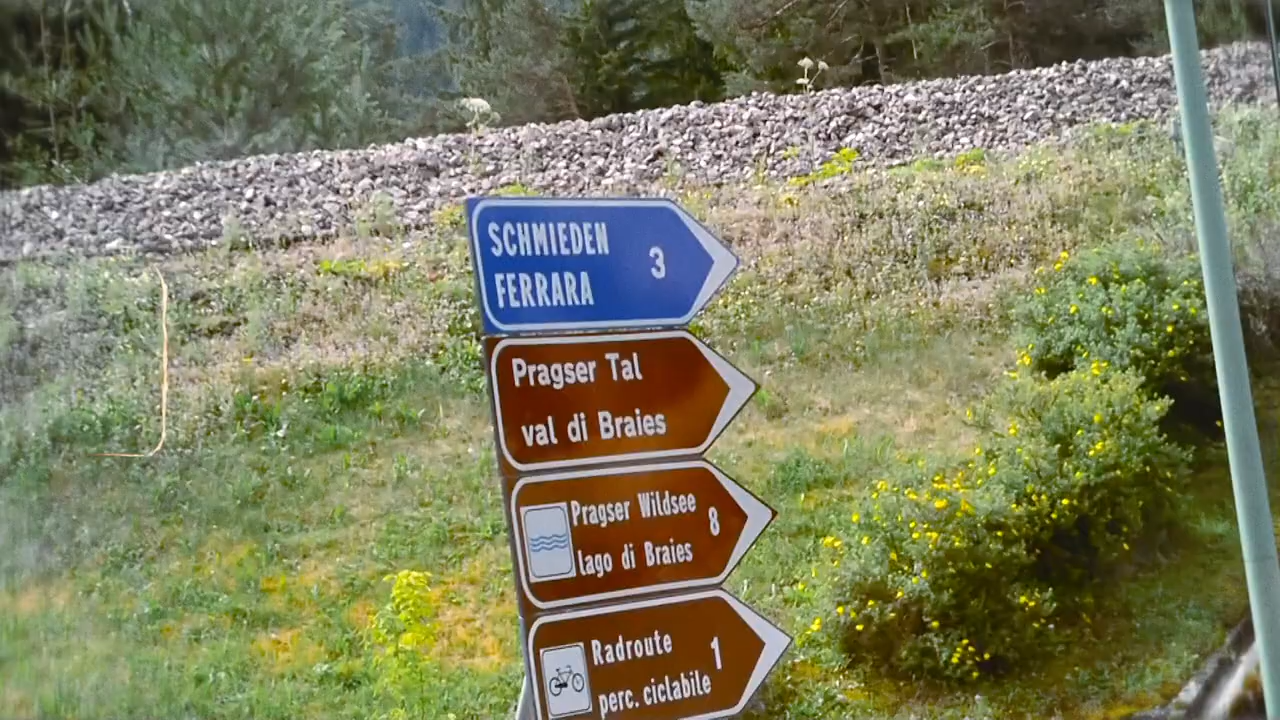 SCHMIEDEN
FERRARA 3
Pragser Tal
val di Braies
Pragser Wildsee
lago di Braies 8
Radroute
perc. ciclabile 1